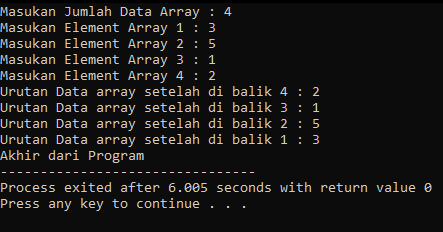 Masukan Jumlah Data Array : 4
Masukan Element Array 1 : 3
Masukan Element Array 2 : 5
Masukan Element Array 3 : 1
Masukan Element Array 4 : 2
Urutan Data array setelah di balik 4 : 2
Urutan Data array setelah di balik 3 : 1
Urutan Data array setelah di balik 2 : 5
Urutan Data array setelah di balik 1 : 3
Akhir dari Program
--------------------------------
Process exited after 6.005 seconds with return value 0
Press any key to continue . . .